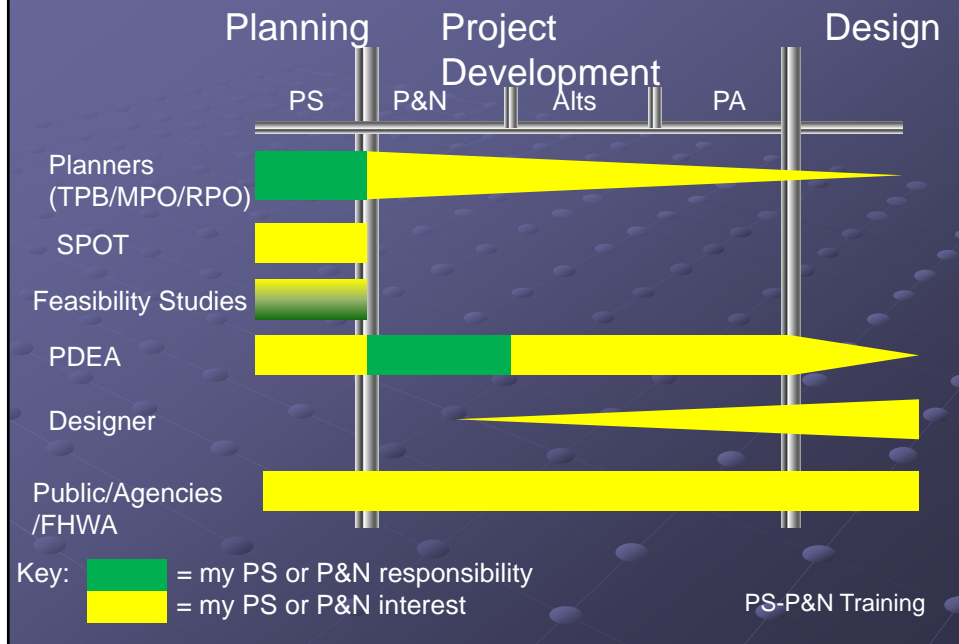 Planning Project Design
Development
PS P&N Alts PA
Planners
(TPB/MPO/RPO)
SPOT
Feasibility Studies
PDEA
Designer
Public/Agencies
/FHWA
Key: = my PS or P&N responsibility
= my PS or P&N interest
PS-P&N Training